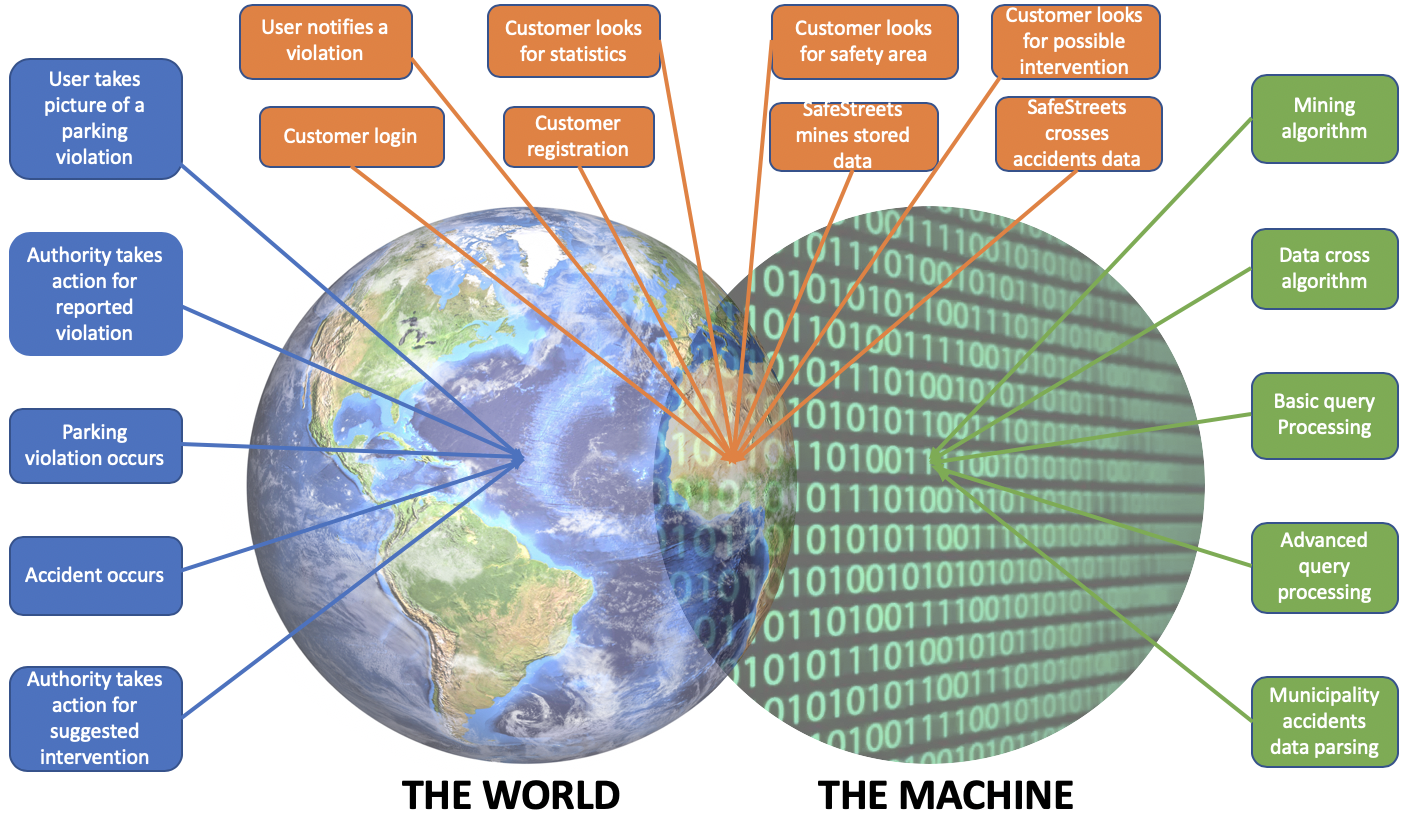 User notifies a
violation
Customer looks
for statistics
Customer looks
for safety area
Customer looks
for possible
intervention
User takes
picture of a
parking
violation
Customer login
Customer
registration
SafeStreets
mines stored
data
SafeStreets
crosses
accidents data
Mining
algorithm
Authority takes
action for
reported
violation
Data cross
algorithm
Parking
violation occurs
Basic query
Processing
Accident occurs
Advanced
query
processing
Authority takes
action for
suggested
intervention
Municipality
accidents
data parsing
THE WORLD
THE MACHINE